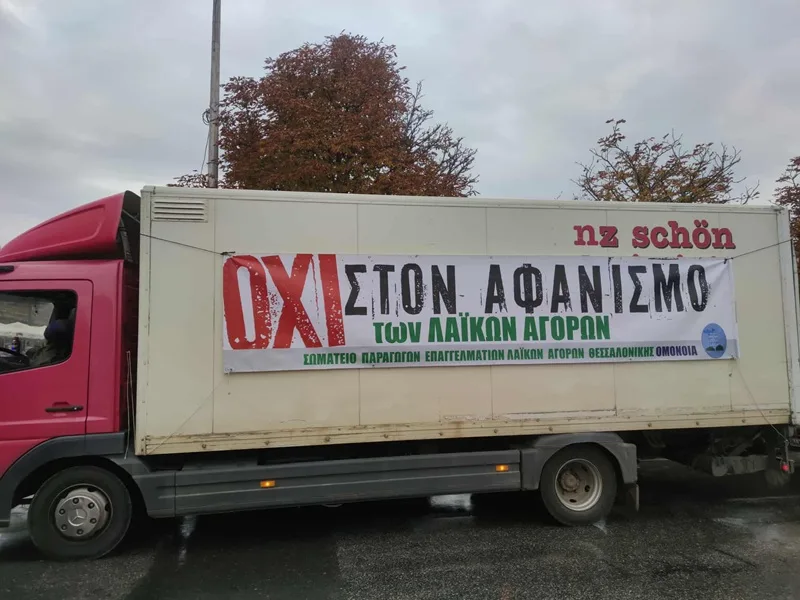 nz schön
ΟΧΙ ΣΤΟΝ ΑΦΑΝΙΣΜΟ
των ΛΑΪΚΩΝ ΑΓΟΡΩΝ
ΣΩΜΑΤΕΙΟ ΠΑΡΑΓΩΓΩΝ ΕΠΑΓΓΕΛΜΑΤΙΩΝ ΛΑΪΚΩΝ ΑΓΟΡΩΝ ΘΕΣΣΑΛΟΝΙΚΗΣ ΟΜΟΝΟΙΑ